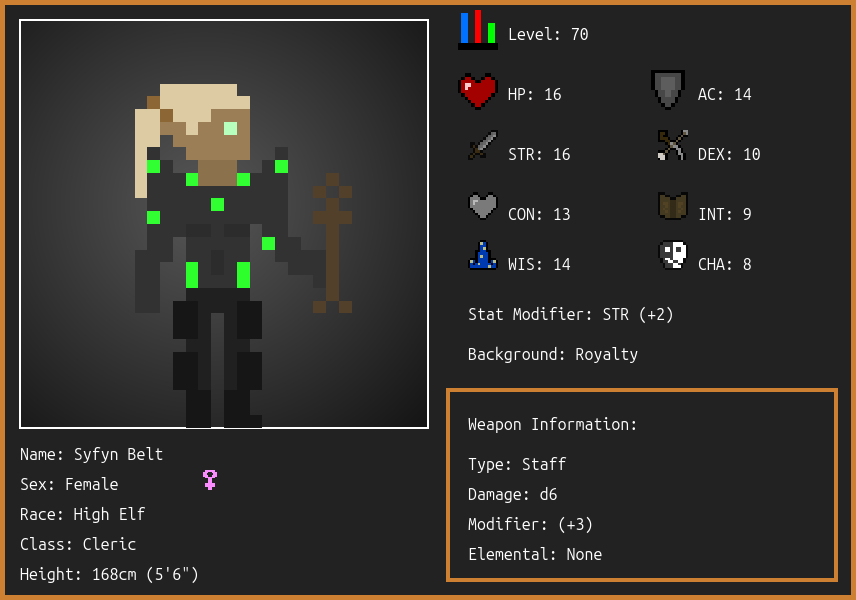 Level: 70
HP: 16
AC: 14
STR: 16
DEX: 10
CON: 13
INT: 9
WIS: 14
CHA: 8
Stat Modifier: STR (+2)
Background: Royalty
Weapon Information:
Type: Staff
Damage: d6
Modifier: (+3)
Elemental: None
Name: Syfyn Belt
Sex: Female
Race: High Elf
Class: Cleric
Height: 168cm (5'6")